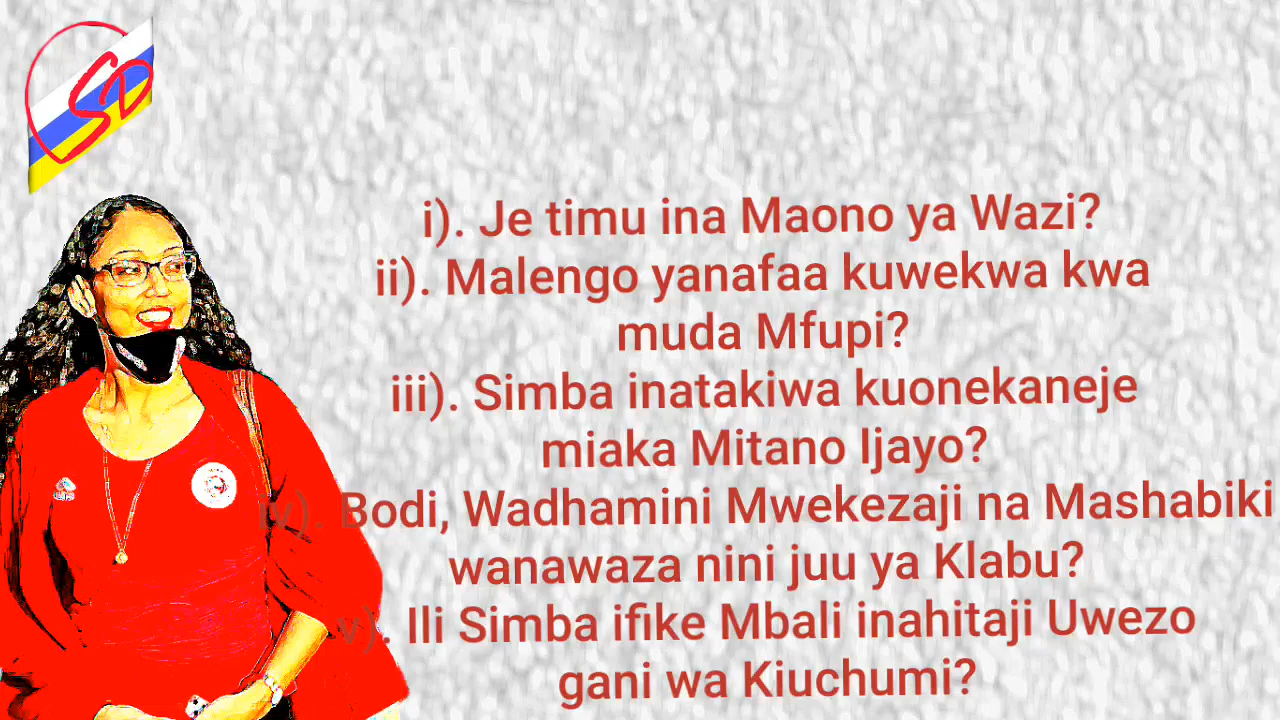 SD
i). Je timu ina Maono ya Wazi?
ii). Malengo yanafaa kuwekwa kwa
muda Mfupi?
iii). Simba inatakiwa kuonekaneje
miaka Mitano Ijayo?
iv). Bodi, Wadhamini Mwekezaji na Mashabiki
wanawaza nini juu ya Klabu?
v). Ili Simba ifike Mbali inahitaji Uwezo
gani wa Kiuchumi?